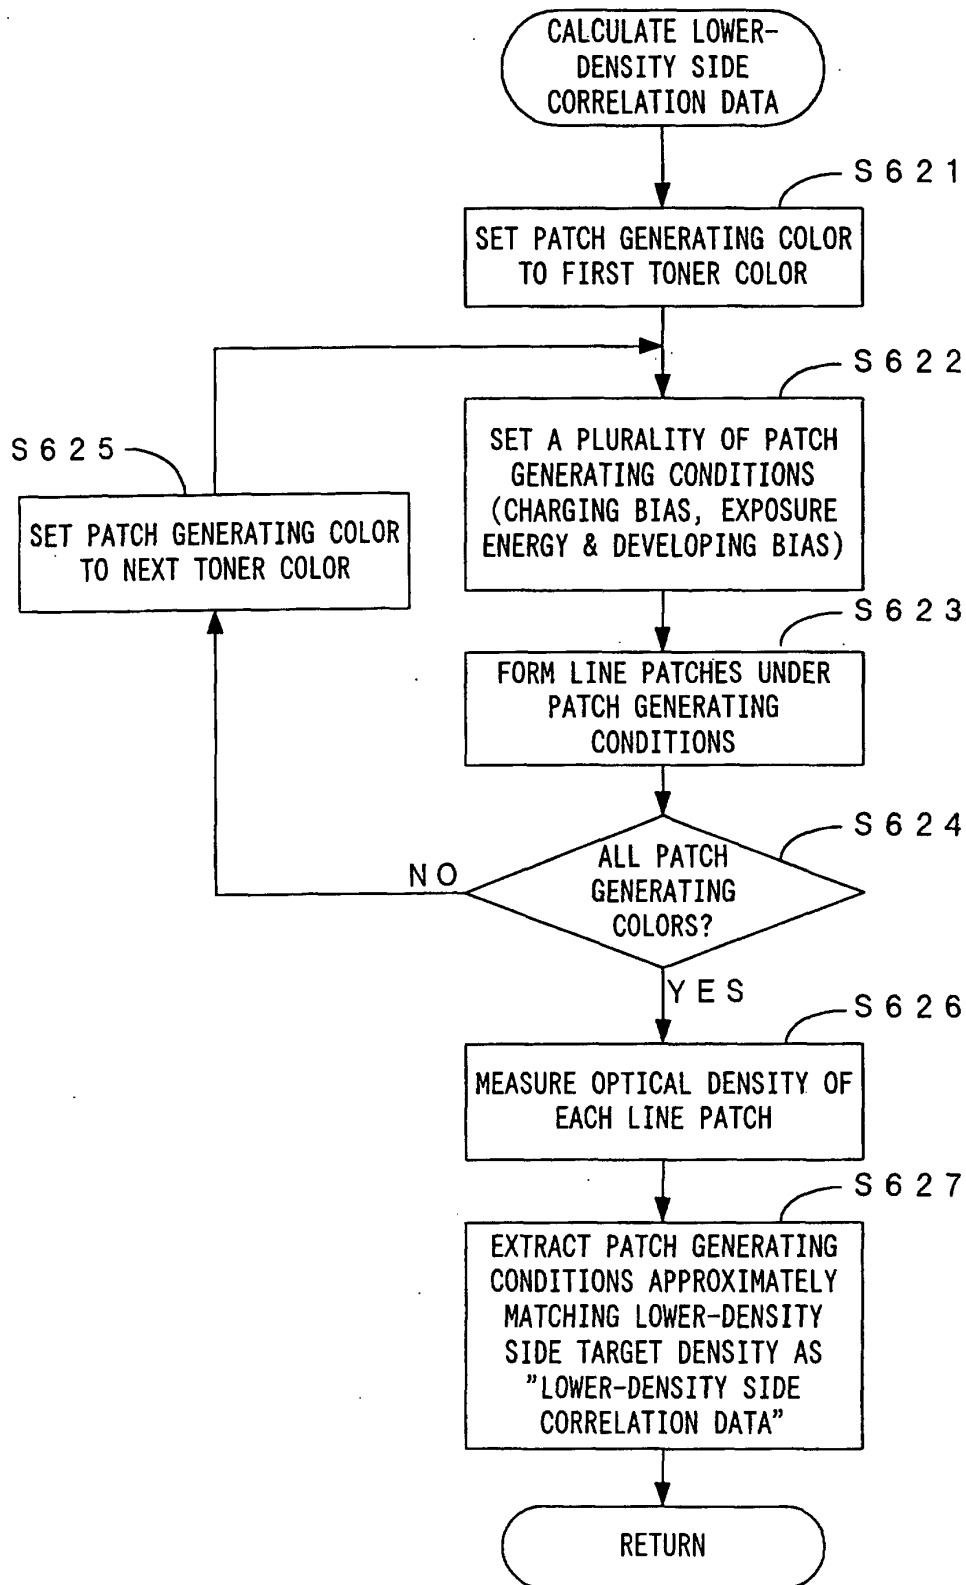 CALCULATE LOWER-
DENSITY SIDE
CORRELATION DATA
S621
SET PATCH GENERATING COLOR
TO FIRST TONER COLOR
S622
SET A PLURALITY OF PATCH
GENERATING CONDITIONS
(CHARGING BIAS, EXPOSURE
ENERGY & DEVELOPING BIAS)
S625
SET PATCH GENERATING COLOR
TO NEXT TONER COLOR
S623
FORM LINE PATCHES UNDER
PATCH GENERATING
CONDITIONS
S624
ALL PATCH
GENERATING
COLORS?
NO
YES
S626
MEASURE OPTICAL DENSITY OF
EACH LINE PATCH
S627
EXTRACT PATCH GENERATING
CONDITIONS APPROXIMATELY
MATCHING LOWER-DENSITY
SIDE TARGET DENSITY AS
"LOWER-DENSITY SIDE
CORRELATION DATA"
RETURN